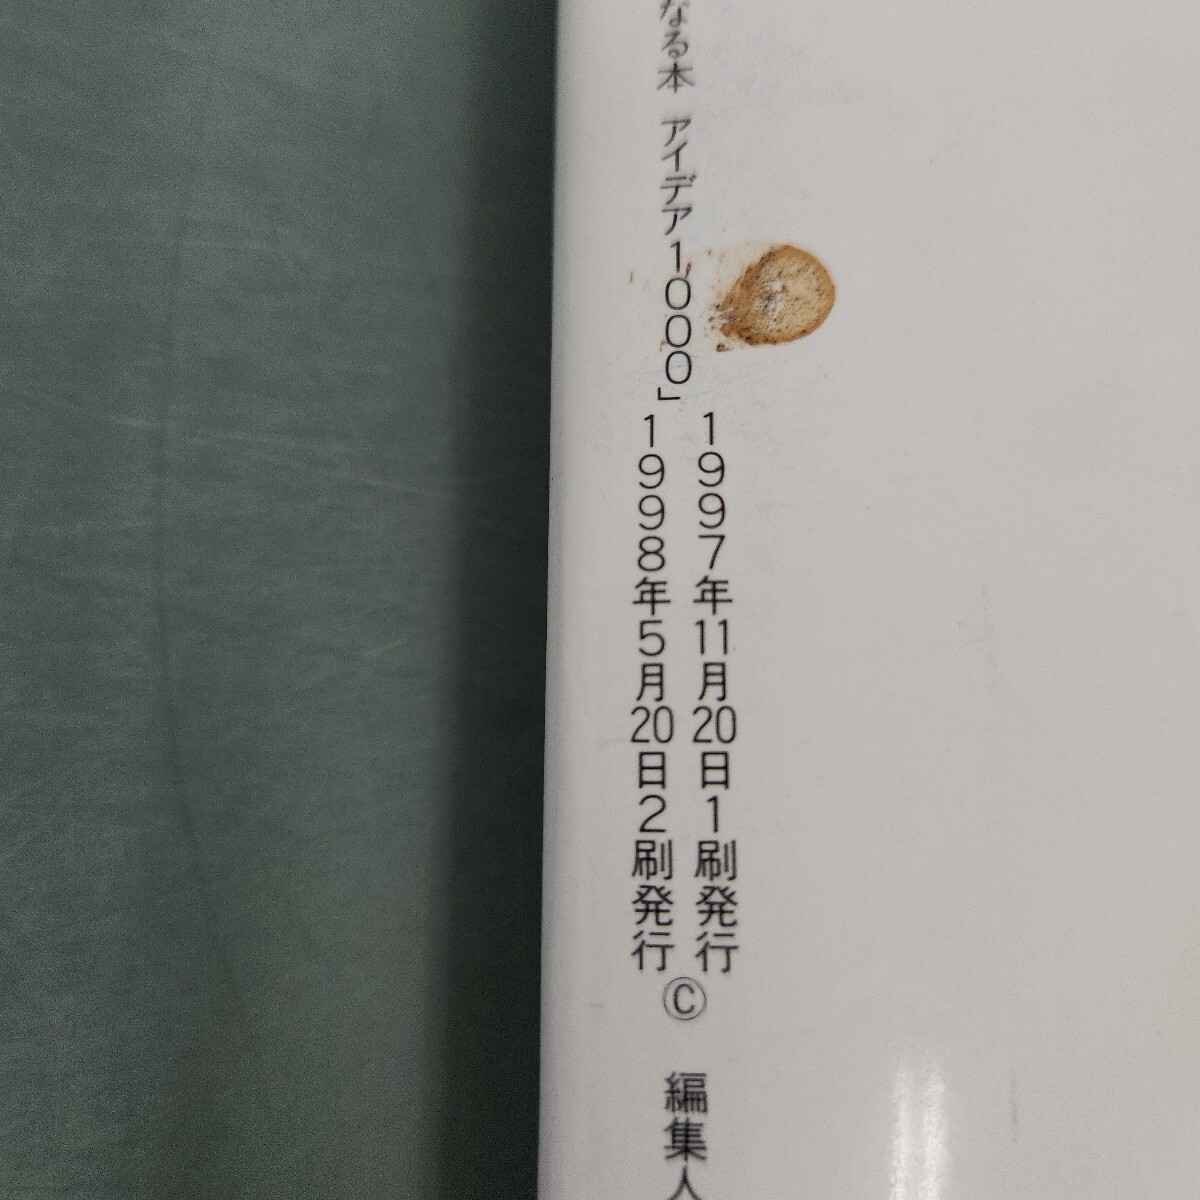 なる本 アイデア1000」
1997年11月20日1刷発行
1998年5月20日2刷発行
©
編集人